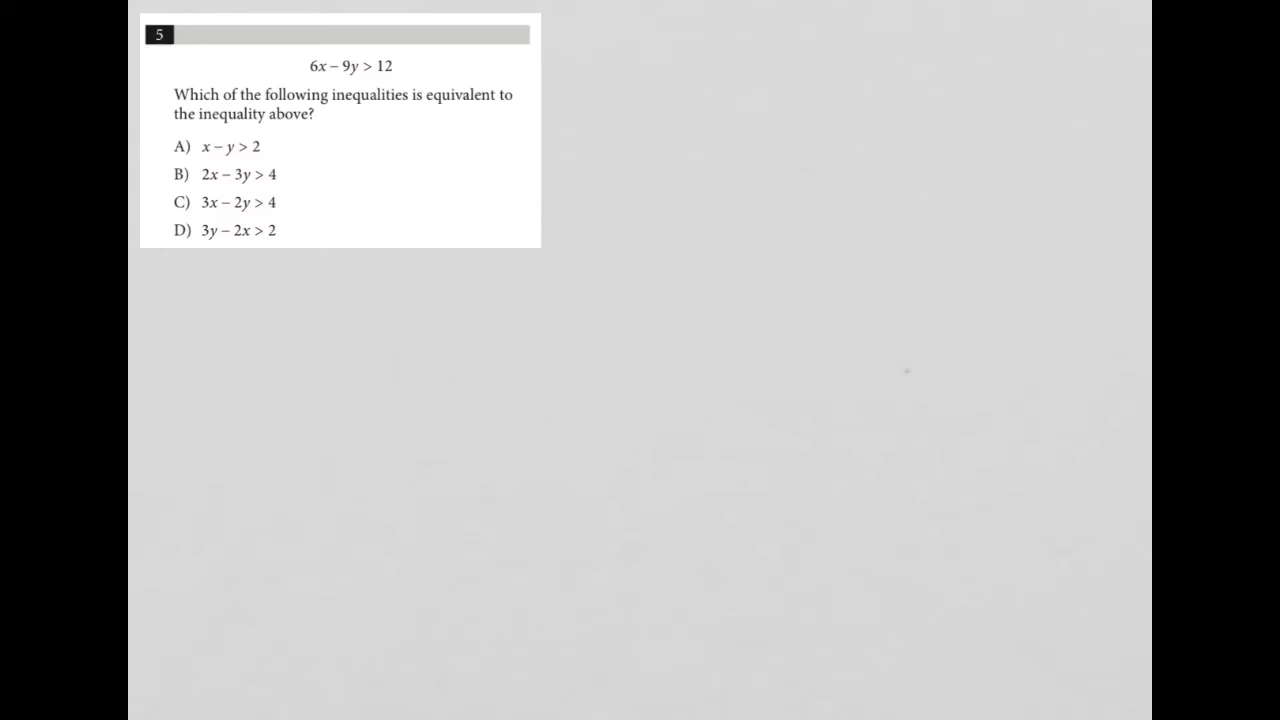 5
6x – 9y > 12
Which of the following inequalities is equivalent to
the inequality above?
A) x – y > 2
B) 2x – 3y > 4
C) 3x – 2y > 4
D) 3y – 2x > 2